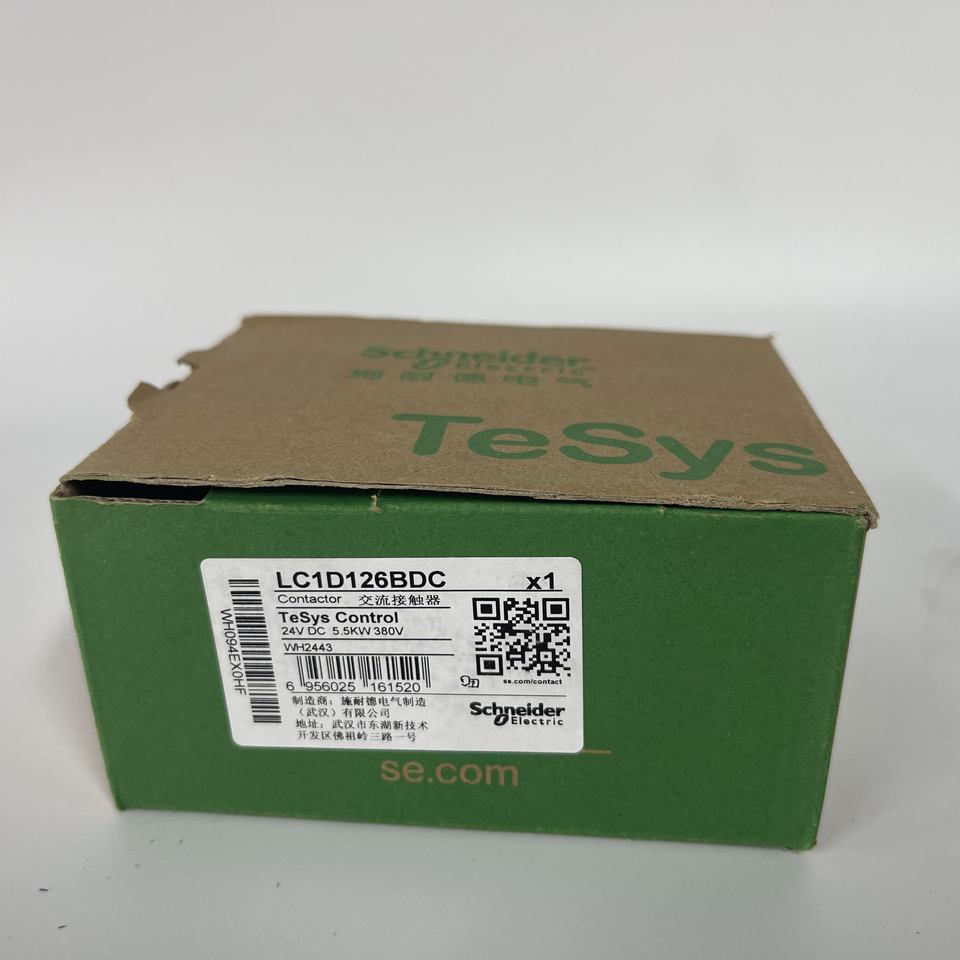 Schneider
Electric
施耐德电气
TeSys
LC1D126BDC x1
Contactor 交流接触器
TeSys Control
24V DC 5.5KW 380V
WH2443
6 956025 161520
WH094EX0HF
se.com/contact
制造商：施耐德电气制造
（武汉）有限公司
地址：武汉市东湖新技术
开发区佛祖岭三路一号
Schneider
Electric
se.com